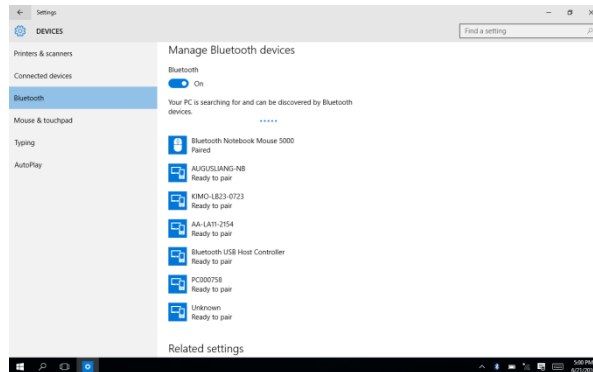 Settings
DEVICES
Find a setting
Printers & scanners
Connected devices
Bluetooth
Mouse & touchpad
Typing
AutoPlay
Manage Bluetooth devices
Bluetooth
On
Your PC is searching for and can be discovered by Bluetooth
devices.
Bluetooth Notebook Mouse 5000
Paired
AUGUSLIANG-NB
Ready to pair
KIMO-LB23-0723
Ready to pair
AA-LA11-2154
Ready to pair
Bluetooth USB Host Controller
Ready to pair
PC000758
Ready to pair
Unknown
Ready to pair
Related settings
5:00 PM